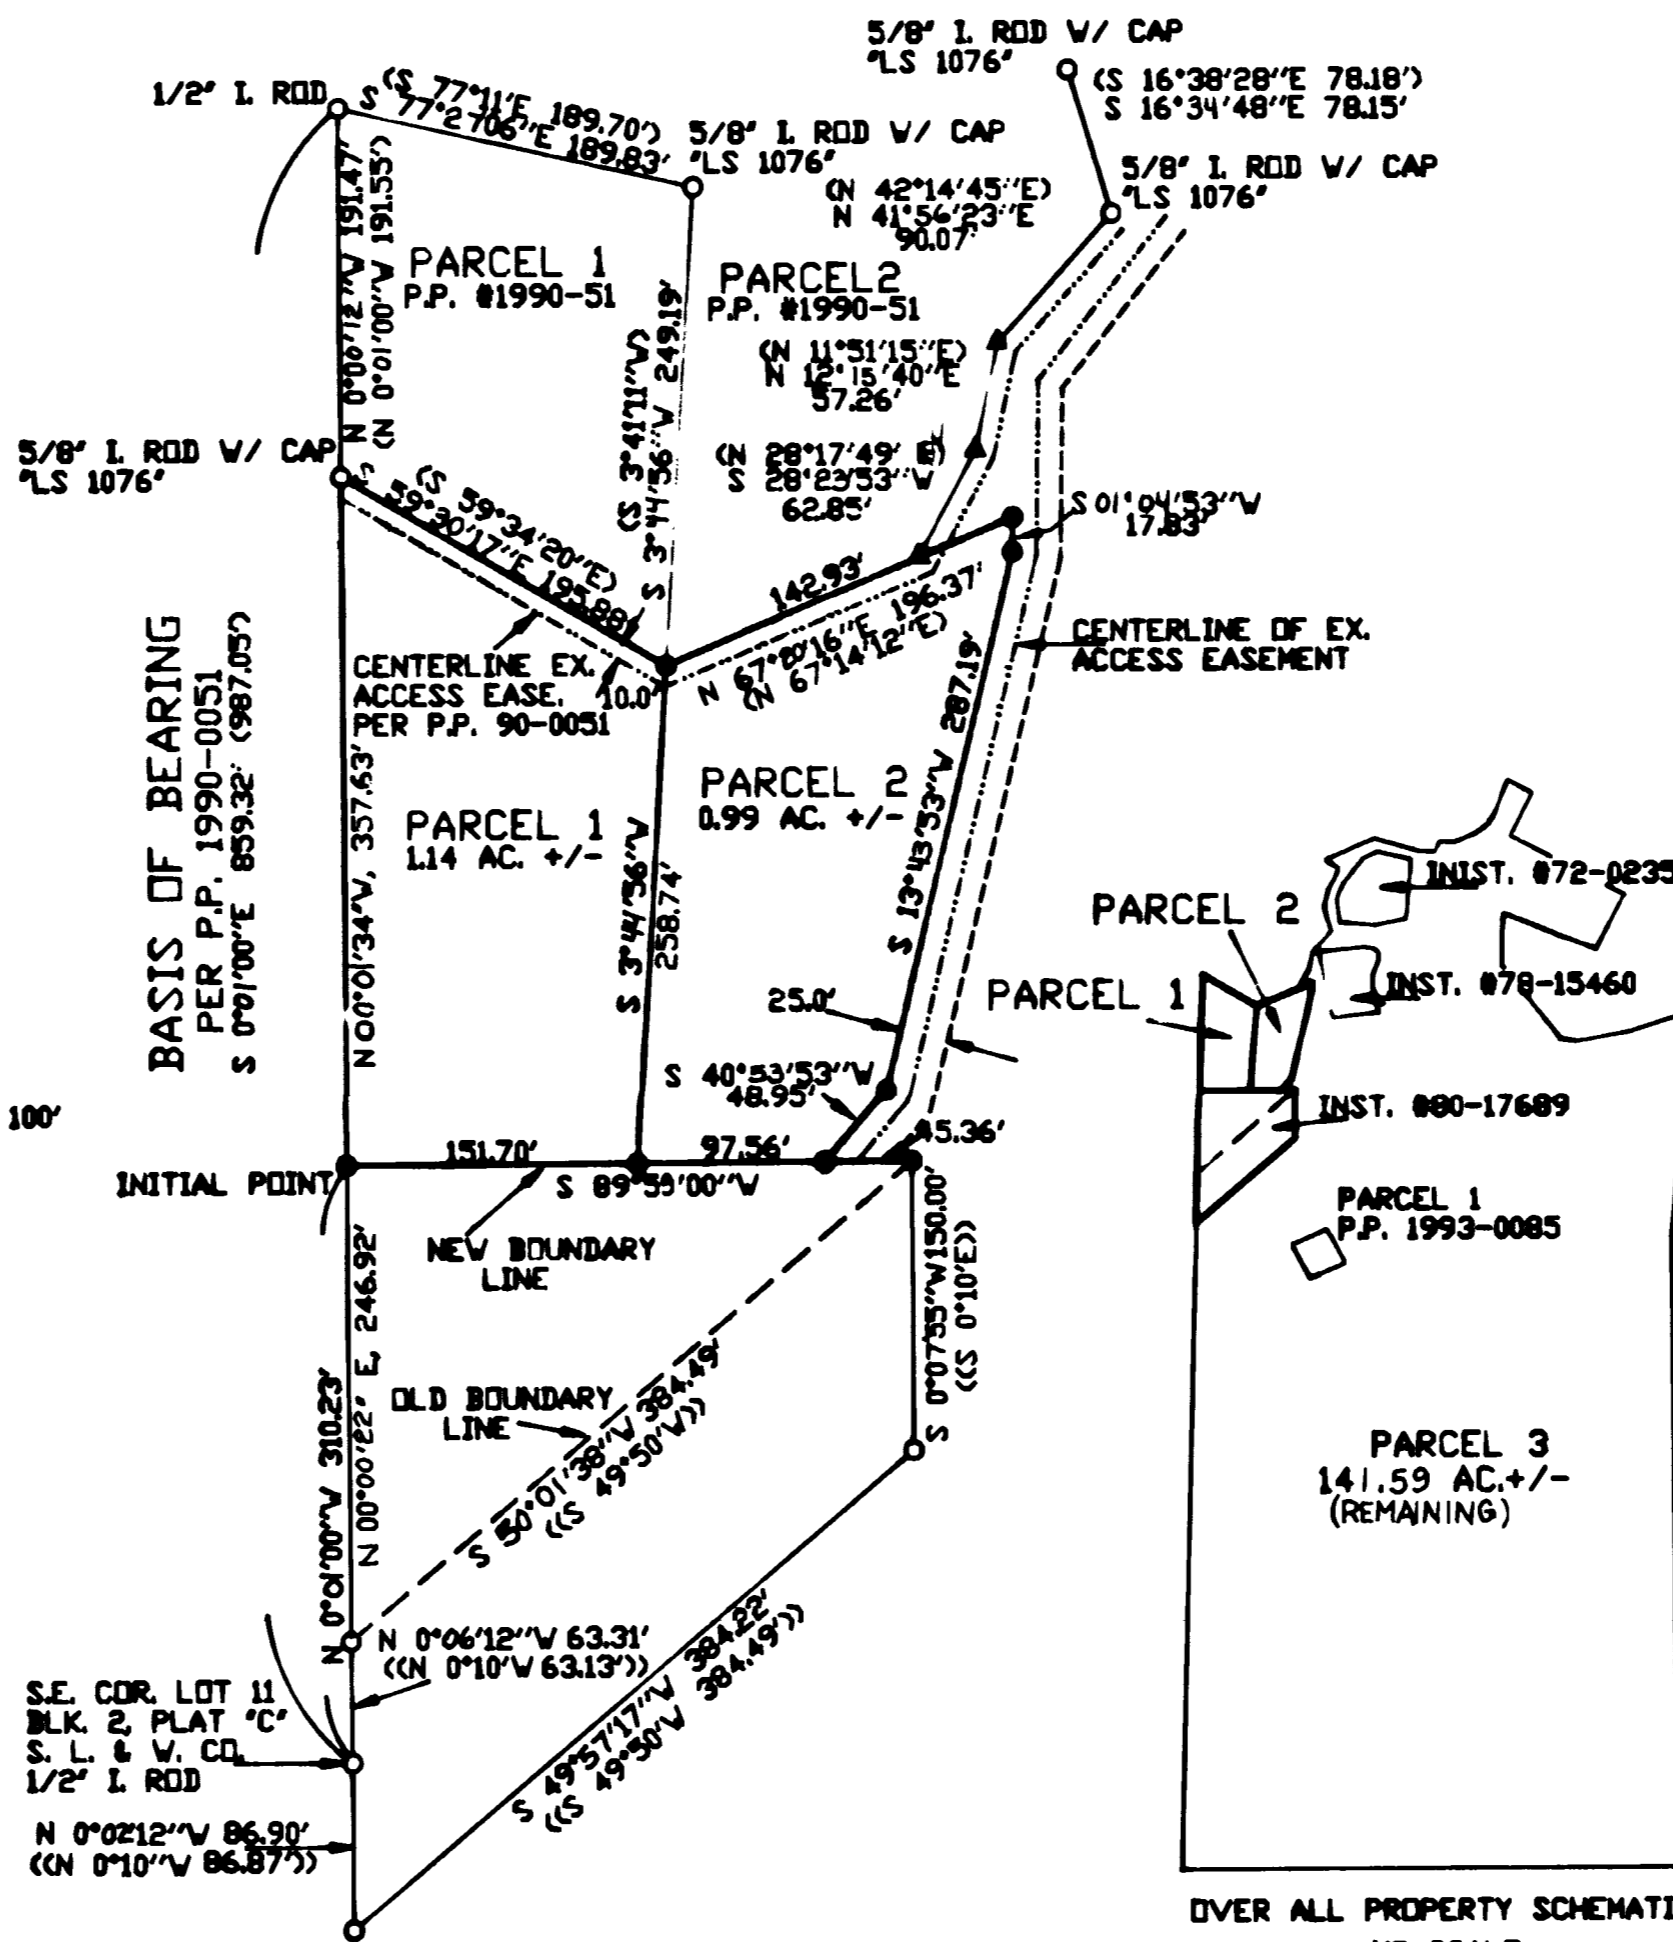 5/8" I. ROD W/ CAP
"LS 1076"
(S 16°38'28"E 78.18')
S 16°34'48"E 78.15'
1/2" I. ROD
(S 77°11'E 189.70')
S 77°2706"E 189.83'
5/8" I. ROD W/ CAP
"LS 1076"
5/8" I. ROD W/ CAP
"LS 1076"
(N 42°14'45"E)
N 41°56'23"E
90.07'
N 0°00'12"W 191.47'
(N 0°01'00"W 191.55')
PARCEL 1
P.P. #1990-51
PARCEL 2
P.P. #1990-51
(S 3°41'11"W)
S 3°44'56"W 249.19'
(N 11°51'15"E)
N 12°15'40"E
57.26'
(N 28°17'49' E)
S 28°23'53"W
62.85'
5/8" I. ROD W/ CAP
"LS 1076"
(S 59°34'20"E)
S 59°30'17"E 195.88'
S 01°04'53"W
17.83'
142.93'
N 67°20'16"E 196.37'
(N 67°14'12"E)
CENTERLINE EX.
ACCESS EASE.
PER P.P. 90-0051
10.0'
CENTERLINE OF EX.
ACCESS EASEMENT
BASIS OF BEARING
PER P.P. 1990-0051
S 0°01'00"E 859.32' (987.05')
N 00°01'34"W, 357.63'
PARCEL 1
1.14 AC. +/-
PARCEL 2
0.99 AC. +/-
S 3°44'56"W
258.74'
S 13°43'53"W 287.19'
25.0'
S 40°53'53"W
48.95'
100'
INITIAL POINT
151.70'
97.56'
45.36'
S 89°59'00"W
NEW BOUNDARY
LINE
N 0°01'00"W 310.23'
N 00°00'22" E, 246.92'
OLD BOUNDARY
LINE
S 50°01'38"W 384.49'
((S 49°50'W))
S 0°07'55"W 150.00'
((S 0°10'E))
N 0°06'12"W 63.31'
((N 0°10'W 63.13'))
S.E. COR. LOT 11
BLK. 2, PLAT "C"
S. L. & W. CO.
1/2" I. ROD
N 0°02'12"W 86.90'
((N 0°10"W 86.87'))
S 49°57'17"W 384.22'
((S 49°50'W 384.49'))
INIST. #72-0235
PARCEL 2
INST. #78-15460
PARCEL 1
INST. #80-17689
PARCEL 1
P.P. 1993-0085
PARCEL 3
141.59 AC.+/-
(REMAINING)
OVER ALL PROPERTY SCHEMATI